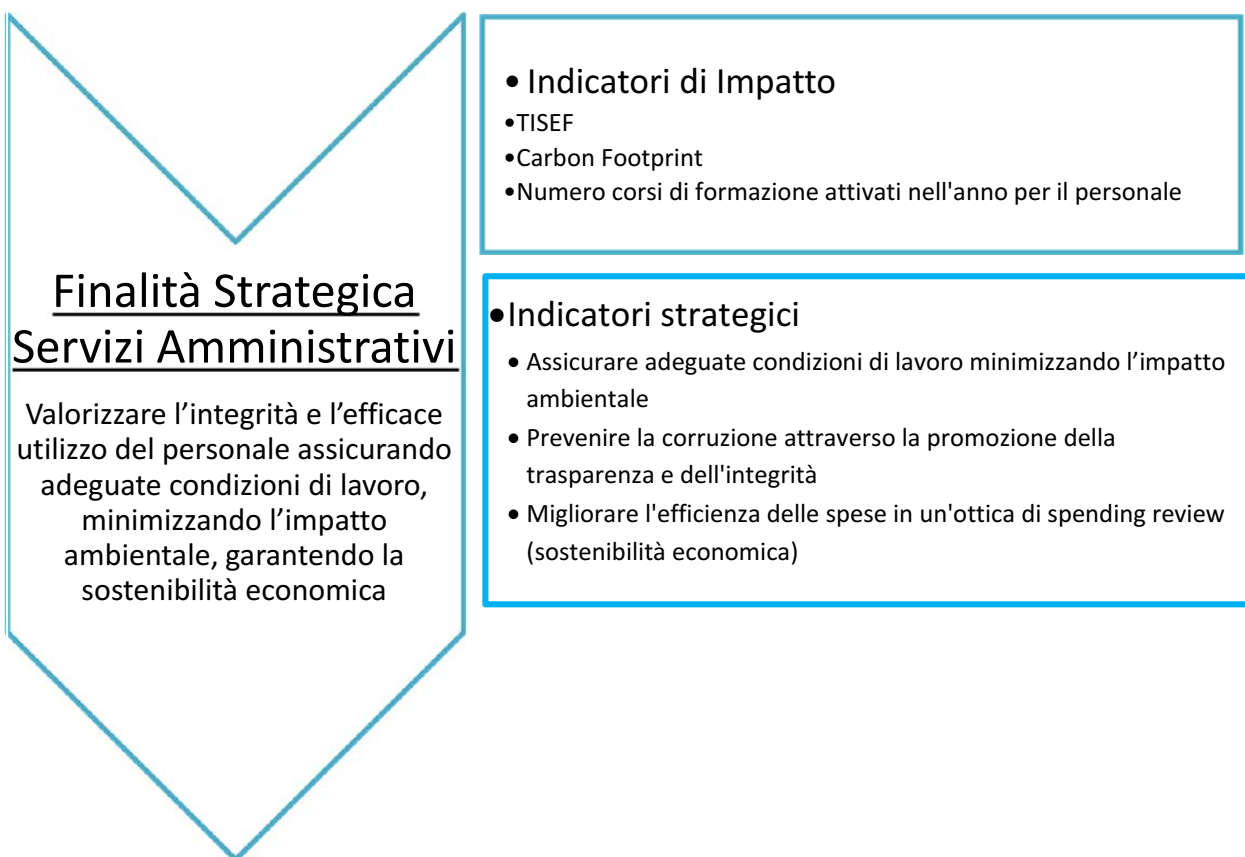 Finalità Strategica
Servizi Amministrativi
Valorizzare l’integrità e l’efficace
utilizzo del personale assicurando
adeguate condizioni di lavoro,
minimizzando l’impatto
ambientale, garantendo la
sostenibilità economica
• Indicatori di Impatto
•TISEF
•Carbon Footprint
•Numero corsi di formazione attivati nell'anno per il personale
•Indicatori strategici
• Assicurare adeguate condizioni di lavoro minimizzando l’impatto
ambientale
• Prevenire la corruzione attraverso la promozione della
trasparenza e dell'integrità
• Migliorare l'efficienza delle spese in un'ottica di spending review
(sostenibilità economica)